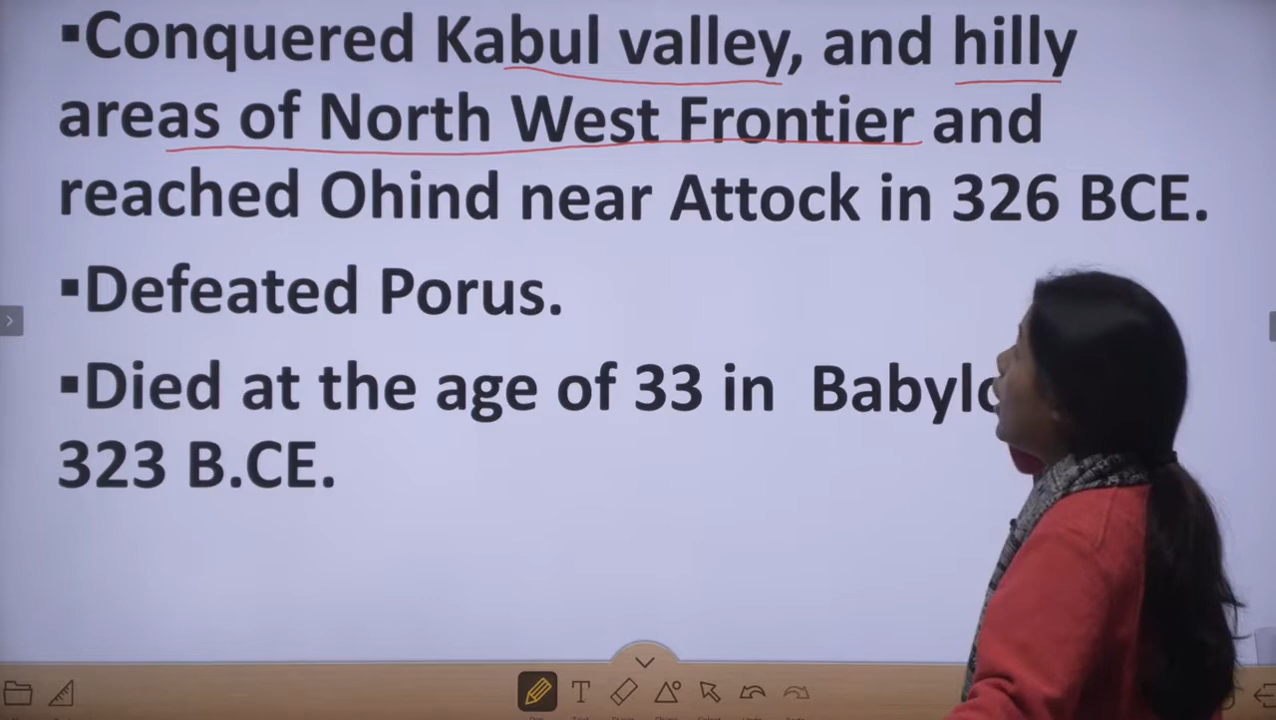 ▪Conquered Kabul valley, and hilly
areas of North West Frontier and
reached Ohind near Attock in 326 BCE.
▪Defeated Porus.
▪Died at the age of 33 in Babylo
323 B.CE.